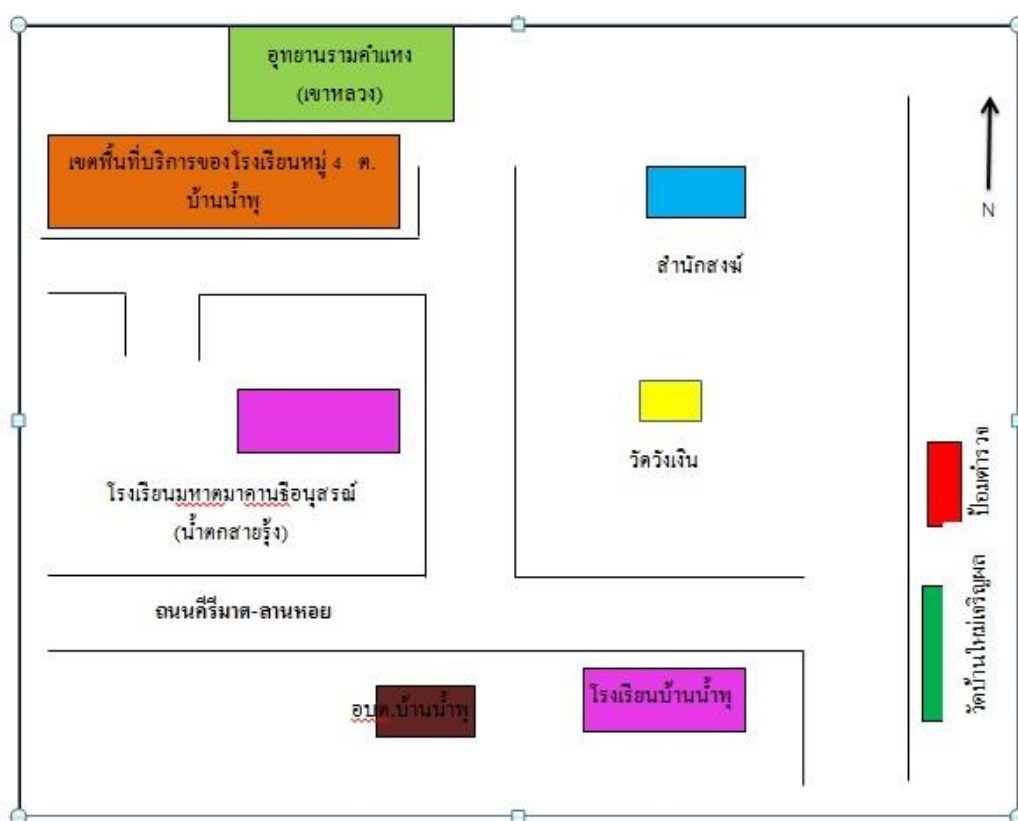 อุทยานรามคำแหง
(เขาหลวง)
เขตพื้นที่บริการของโรงเรียนหมู่ 4 ต.
บ้านน้ำพุ
N
สำนักสงฆ์
วัดวังเงิน
ป้อมตำรวจ
โรงเรียนมหาตมาคานธีอนุสรณ์
(น้ำตกสายรุ้ง)
ถนนคีรีมาต-ลานหอย
วัดบ้านใหม่เจริญผล
อบต.บ้านน้ำพุ
โรงเรียนบ้านน้ำพุ